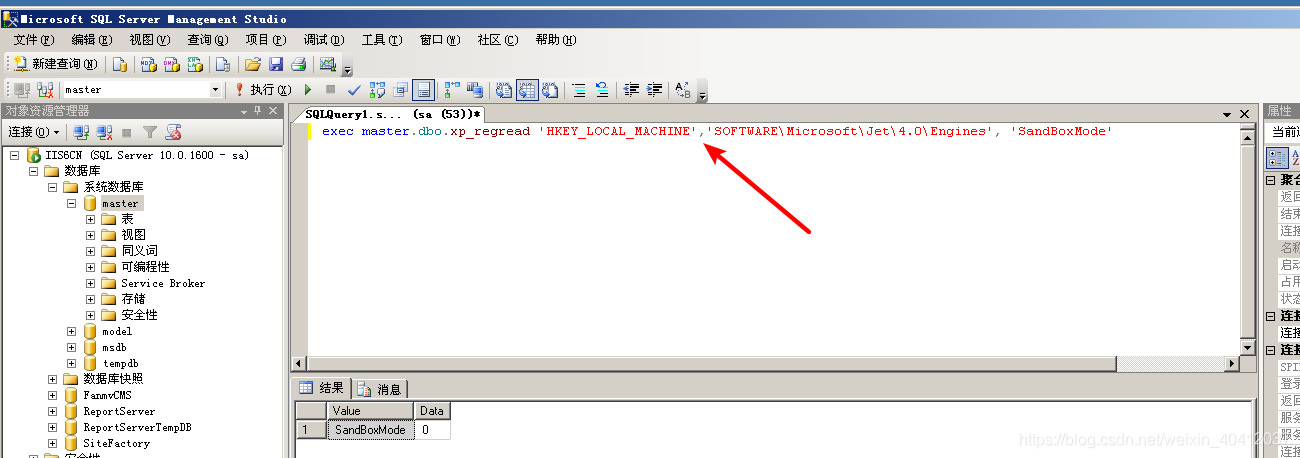 Microsoft SQL Server Management Studio
文件(F) 编辑(E) 视图(V) 查询(Q) 项目(P) 调试(D) 工具(T) 窗口(W) 社区(C) 帮助(H)
新建查询(N)
master 执行(X)
对象资源管理器
连接(O)
IIS6CN (SQL Server 10.0.1600 - sa)
数据库
系统数据库
master
表
视图
同义词
可编程性
Service Broker
存储
安全性
model
msdb
tempdb
数据库快照
FanwvCMS
ReportServer
ReportServerTempDB
SiteFactory
安全性
SQLQuery1.s... (sa (53))*
exec master.dbo.xp_regread 'HKEY_LOCAL_MACHINE','SOFTWARE\Microsoft\Jet\4.0\Engines', 'SandBoxMode'
结果 消息
Value Data
1 SandBoxMode 0
属性
当前
聚合
返回
结束
连接
名称
启动
占用
状态
连接
连接
连接
SPI
登录
返回
服务
服务
连接